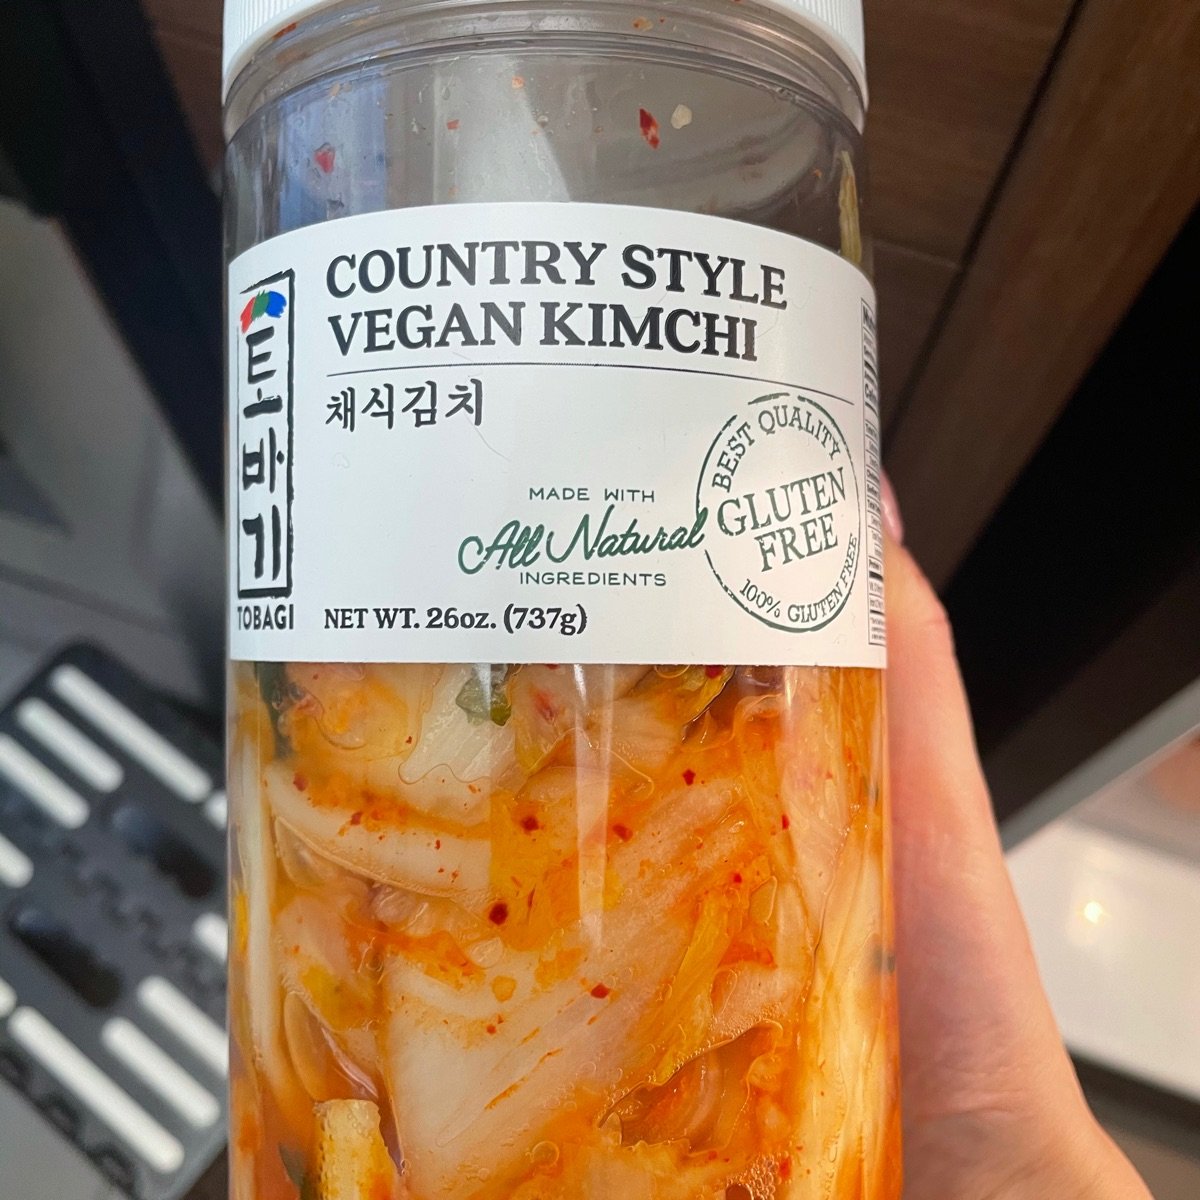 토바기
TOBAGI
COUNTRY STYLE
VEGAN KIMCHI
채식김치
MADE WITH
All Natural
INGREDIENTS
NET WT. 26oz. (737g)
BEST QUALITY
GLUTEN
FREE
100% GLUTEN FREE